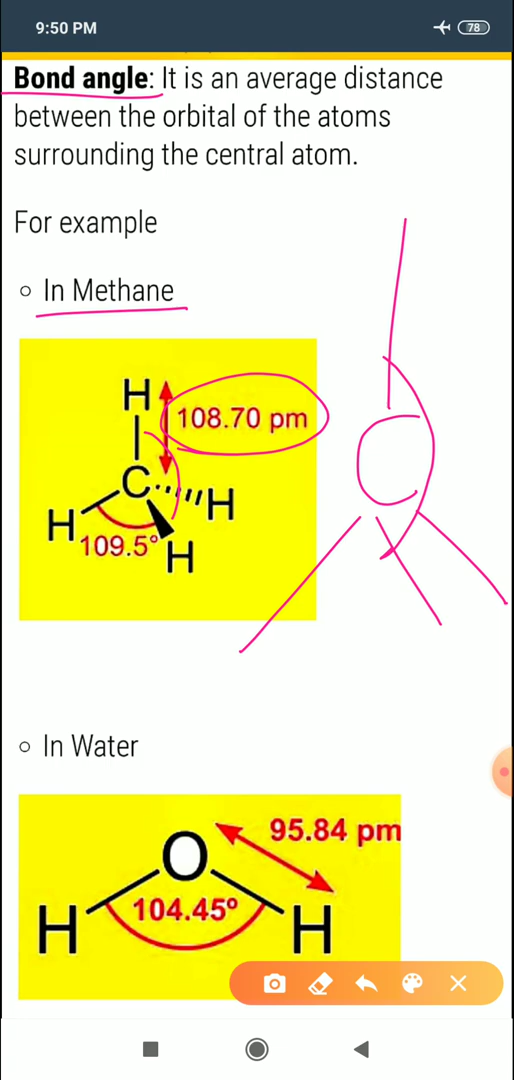 9:50 PM
78
Bond angle: It is an average distance
between the orbital of the atoms
surrounding the central atom.
For example
In Methane
H
108.70 pm
C
H
H
109.5°
H
In Water
95.84 pm
O
104.45°
H
H